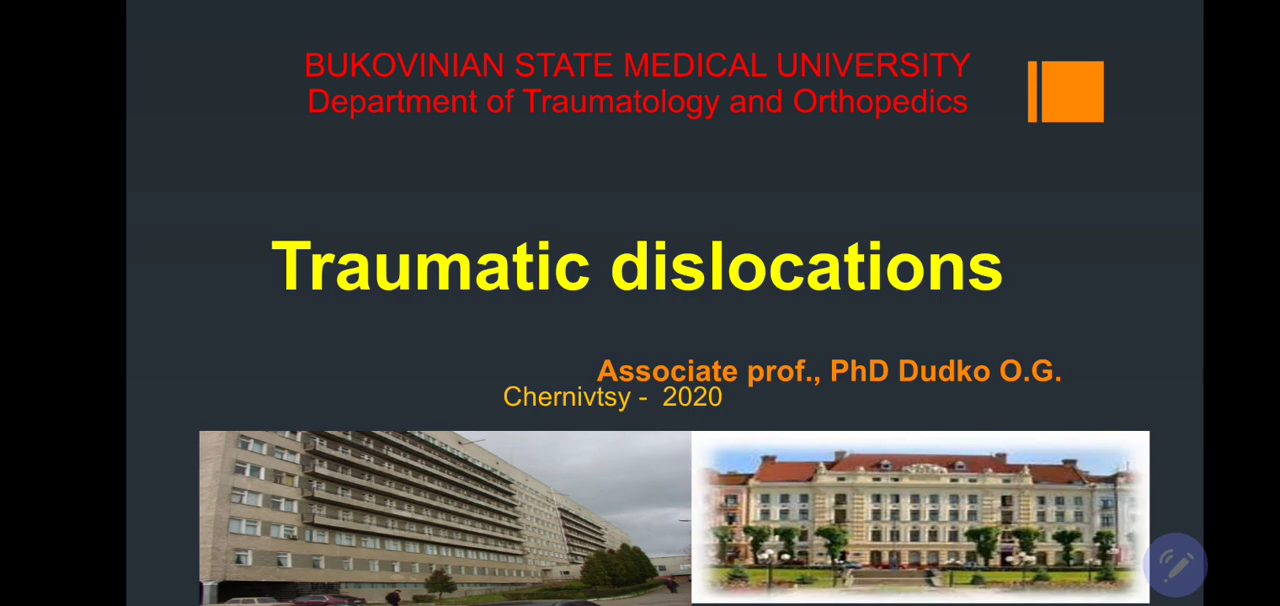 BUKOVINIAN STATE MEDICAL UNIVERSITY
Department of Traumatology and Orthopedics
Traumatic dislocations
Associate prof., PhD Dudko O.G.
Chernivtsy - 2020